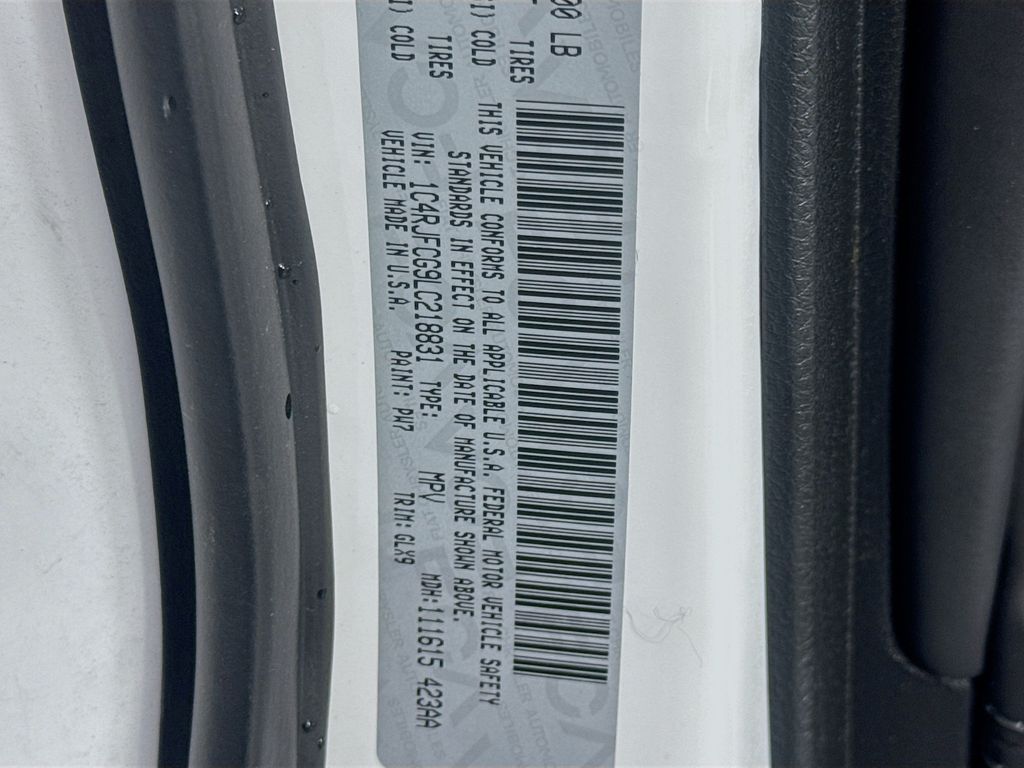 00 LB
TIRES
SI) COLD
TIRES
I) COLD
THIS VEHICLE CONFORMS TO ALL APPLICABLE U.S.A. FEDERAL MOTOR VEHICLE SAFETY
STANDARDS IN EFFECT ON THE DATE OF MANUFACTURE SHOWN ABOVE.
VIN: 1C4RJFCG9LC218831 TYPE: MPV MDH:111615 423AA
VEHICLE MADE IN U.S.A. PAINT: PW7 TRIM: GLX9